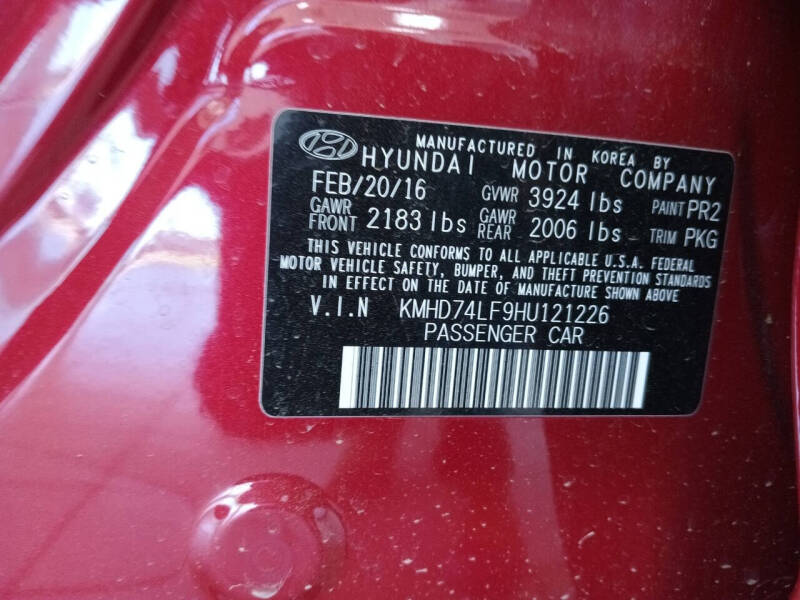 MANUFACTURED IN KOREA BY
HYUNDAI MOTOR COMPANY
FEB/20/16 GVWR 3924 lbs PAINT PR2
GAWR FRONT 2183 lbs GAWR REAR 2006 lbs TRIM PKG
THIS VEHICLE CONFORMS TO ALL APPLICABLE U.S.A. FEDERAL
MOTOR VEHICLE SAFETY, BUMPER, AND THEFT PREVENTION STANDARDS
IN EFFECT ON THE DATE OF MANUFACTURE SHOWN ABOVE
V.I.N KMHD74LF9HU121226
PASSENGER CAR